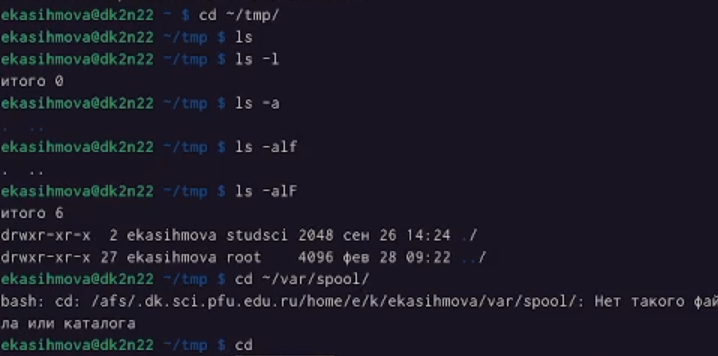 ekasihmova@dk2n22 ~ $ cd ~/tmp/
ekasihmova@dk2n22 ~/tmp $ ls
ekasihmova@dk2n22 ~/tmp $ ls -l
итого 0
ekasihmova@dk2n22 ~/tmp $ ls -a
.  ..
ekasihmova@dk2n22 ~/tmp $ ls -alf
.  ..
ekasihmova@dk2n22 ~/tmp $ ls -alF
итого 6
drwxr-xr-x  2 ekasihmova studsci 2048 сен 26 14:24 ./
drwxr-xr-x 27 ekasihmova root    4096 фев 28 09:22 ../
ekasihmova@dk2n22 ~/tmp $ cd ~/var/spool/
bash: cd: /afs/.dk.sci.pfu.edu.ru/home/e/k/ekasihmova/var/spool/: Нет такого фай
ла или каталога
ekasihmova@dk2n22 ~/tmp $ cd